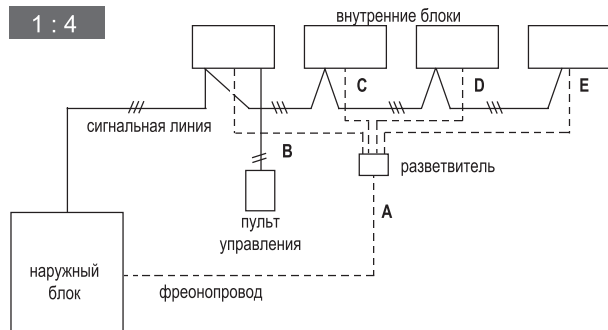 1 : 4
внутренние блоки
C
D
E
сигнальная линия
B
разветвитель
A
пульт
управления
наружный
блок
фреонопровод